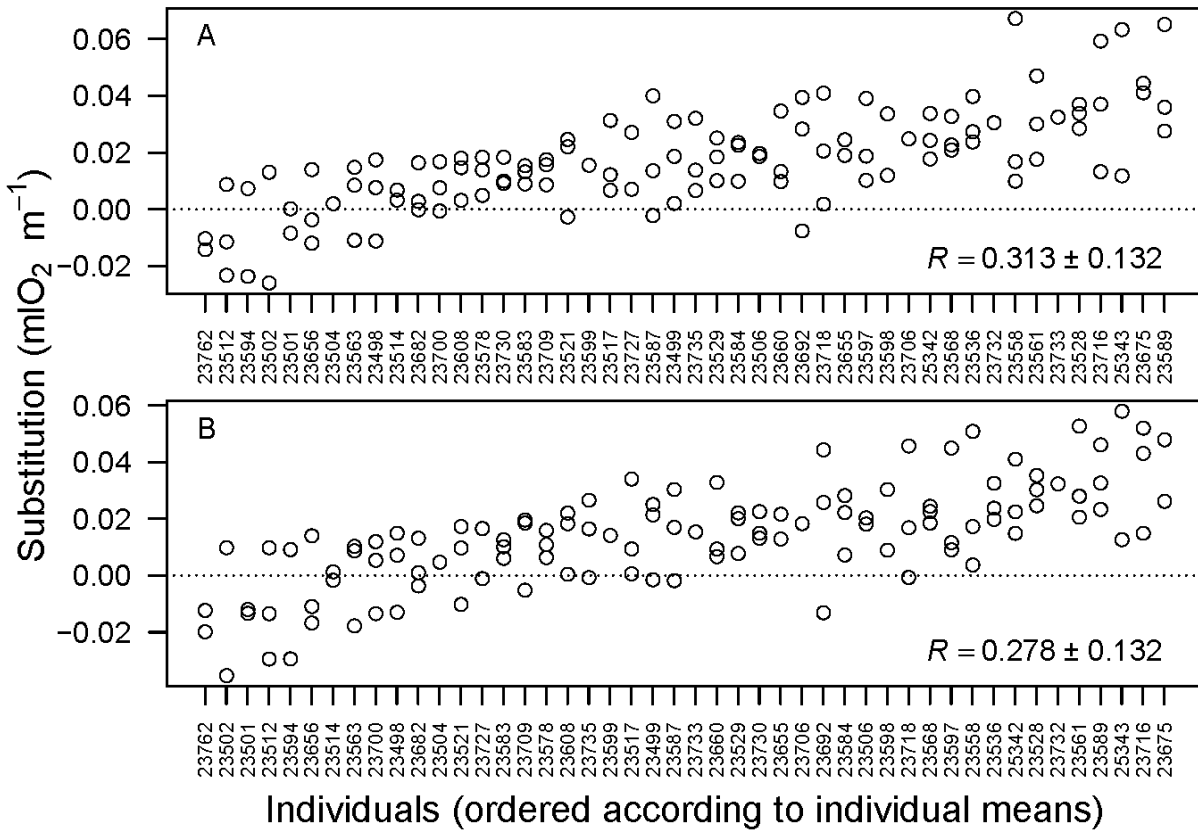 A
0.06
0.04
0.02
0.00
−0.02
R = 0.313 ± 0.132
23762 23512 23594 23502 23501 23656 23504 23563 23498 23514 23682 23700 23608 23578 23730 23583 23709 23521 23599 23517 23727 23587 23499 23735 23529 23584 23506 23660 23692 23718 23655 23597 23598 23706 25342 23568 23536 23732 23558 23561 23733 23528 23716 25343 23675 23589
Substitution (mlO₂ m⁻¹)
B
0.06
0.04
0.02
0.00
−0.02
R = 0.278 ± 0.132
23762 23502 23501 23512 23594 23656 23514 23563 23700 23498 23682 23504 23521 23727 23583 23709 23578 23608 23735 23599 23517 23499 23587 23733 23660 23529 23730 23655 23706 23692 23584 23506 23598 23718 23568 23597 23558 23536 25342 23528 23732 23561 23589 25343 23716 23675
Individuals (ordered according to individual means)